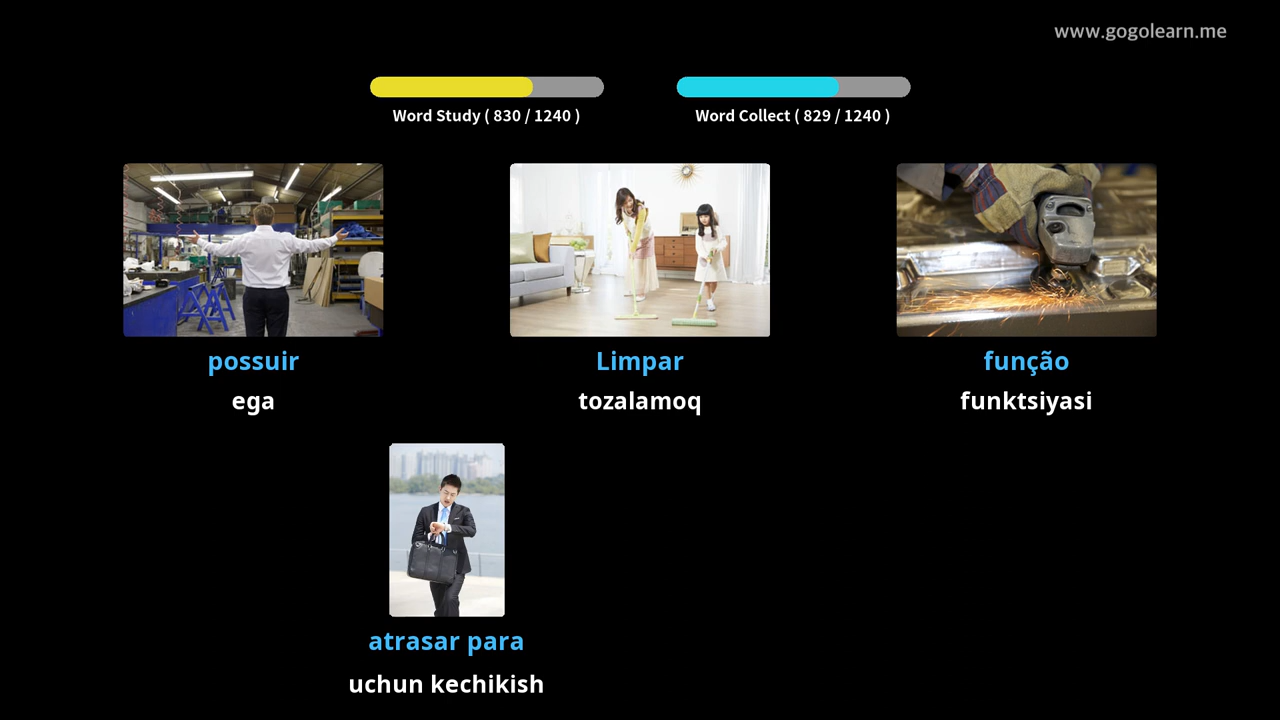 www.gogolearn.me
Word Study ( 830 / 1240 )
Word Collect ( 829 / 1240 )
possuir
ega
Limpar
tozalamoq
função
funktsiyasi
atrasar para
uchun kechikish